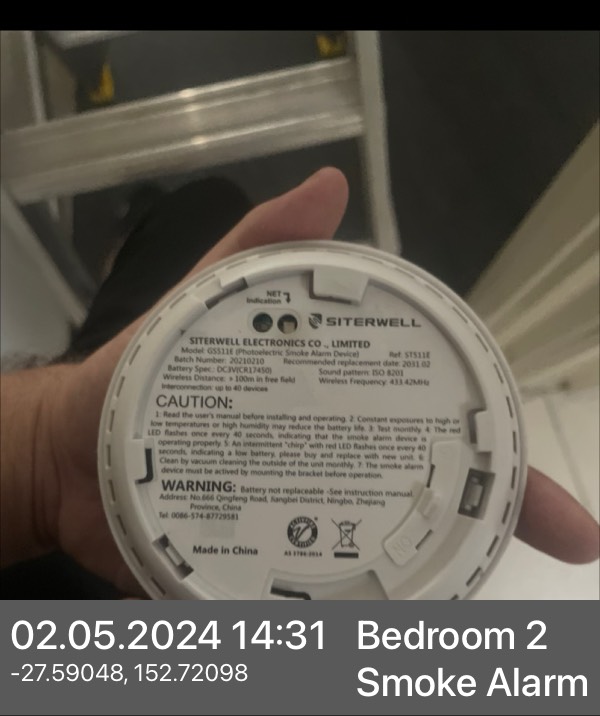 NET
Indication
SITERWELL
SITERWELL ELECTRONICS CO ., LIMITED
Model: GS511E (Photoelectric Smoke Alarm Device) Ref: ST511E
Batch Number: 20210210 Recommended replacement date: 2031.02
Battery Spec: DC3V(CR17450) Sound pattern: ISO 8201
Wireless Distance: >100m in free field Wireless Frequency: 433.42MHz
Interconnection: up to 40 devices
CAUTION:
1: Read the user's manual before installing and operating. 2: Constant exposures to high or
low temperatures or high humidity may reduce the battery life. 3: Test monthly. 4: The red
LED flashes once every 40 seconds, indicating that the smoke alarm device is
operating properly. 5: An intermittent "chirp" with red LED flashes once every 40
seconds, indicating a low battery, please buy and replace with new unit. 6:
Clean by vacuum cleaning the outside of the unit monthly. 7: The smoke alarm
device must be actived by mounting the bracket before operation.
WARNING: Battery not replaceable -See instruction manual.
Address: No.666 Qingfeng Road, Jiangbei District, Ningbo, Zhejiang
Province, China
Tel: 0086-574-87729581
Made in China
AS 3786:2014
NO
02.05.2024 14:31 Bedroom 2
-27.59048, 152.72098 Smoke Alarm